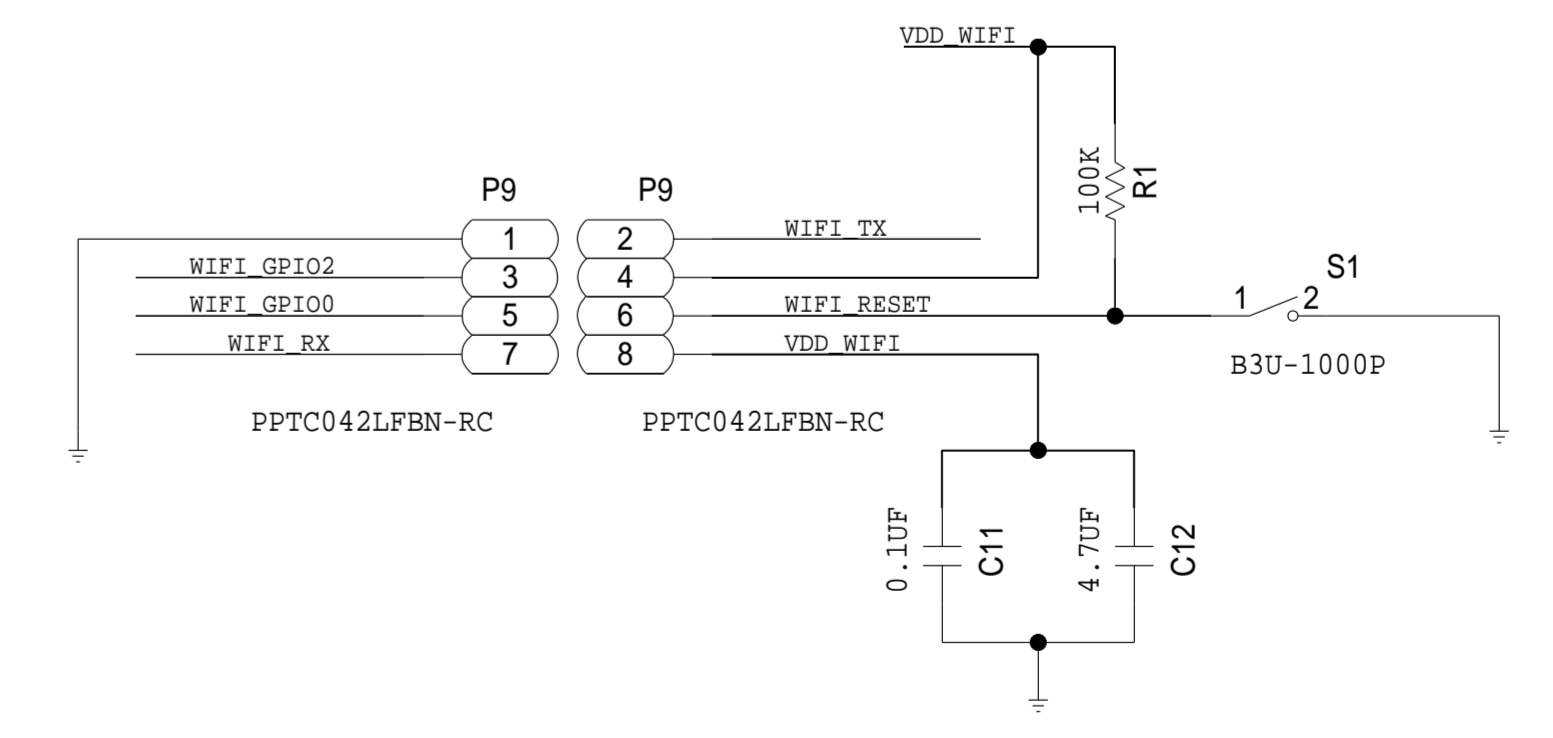 VDD_WIFI
100K
R1
P9
P9
1
2
WIFI_TX
WIFI_GPIO2
3
4
WIFI_GPIO0
5
6
WIFI_RESET
1
2
S1
WIFI_RX
7
8
VDD_WIFI
B3U-1000P
PPTC042LFBN-RC
PPTC042LFBN-RC
0.1UF
C11
4.7UF
C12